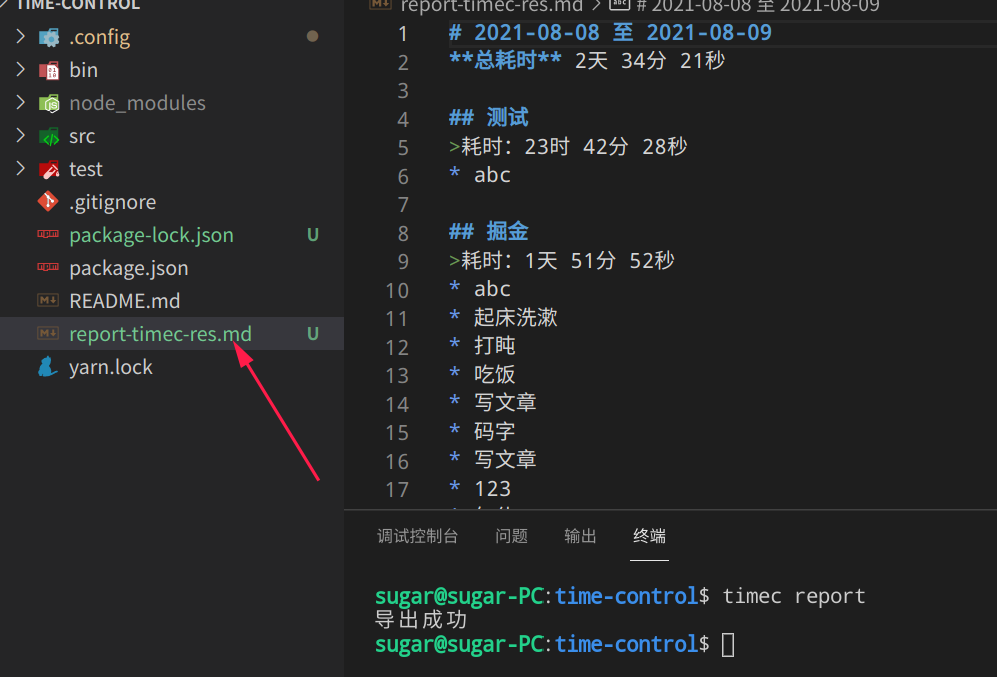 TIME-CONTROL
.config
bin
node_modules
src
test
.gitignore
package-lock.json U
package.json
README.md
report-timec-res.md U
yarn.lock
report-timec-res.md > # 2021-08-08 至 2021-08-09
1 # 2021-08-08 至 2021-08-09
2 **总耗时** 2天 34分 21秒
3
4 ## 测试
5 >耗时：23时 42分 28秒
6 * abc
7
8 ## 掘金
9 >耗时：1天 51分 52秒
10 * abc
11 * 起床洗漱
12 * 打盹
13 * 吃饭
14 * 写文章
15 * 码字
16 * 写文章
17 * 123
调试控制台 问题 输出 终端
sugar@sugar-PC:time-control$ timec report
导出成功
sugar@sugar-PC:time-control$